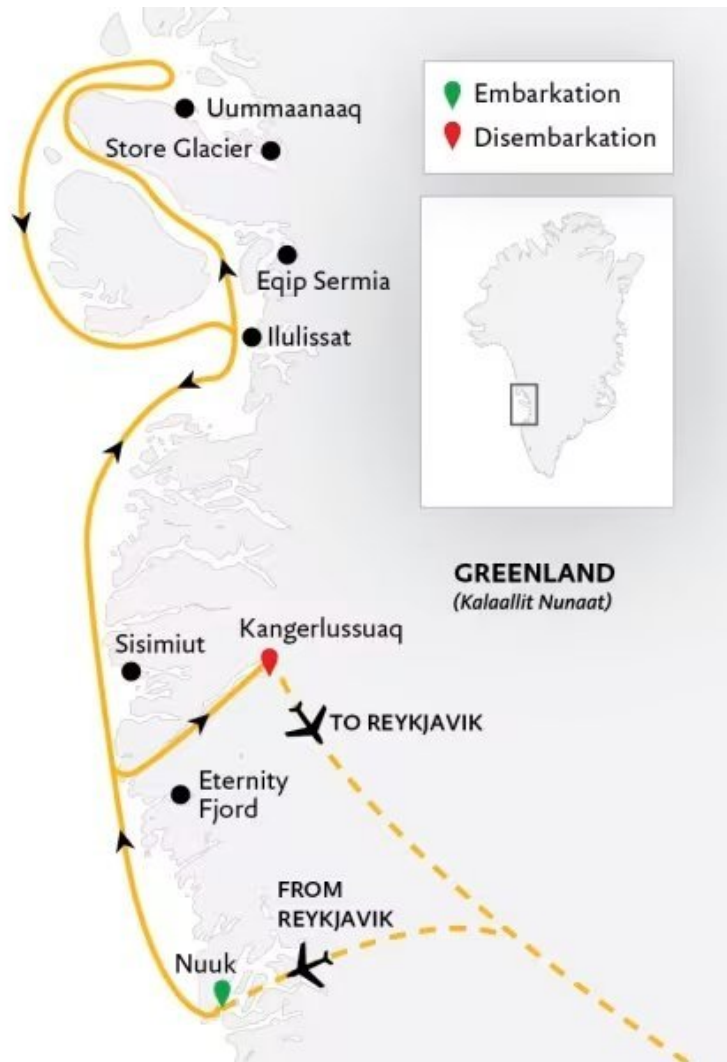 Uummaanaaq
Store Glacier
Eqip Sermia
Ilulissat
Embarkation
Disembarkation
GREENLAND
(Kalaallit Nunaat)
Sisimiut
Kangerlussuaq
TO REYKJAVIK
Eternity
Fjord
FROM
REYKJAVIK
Nuuk